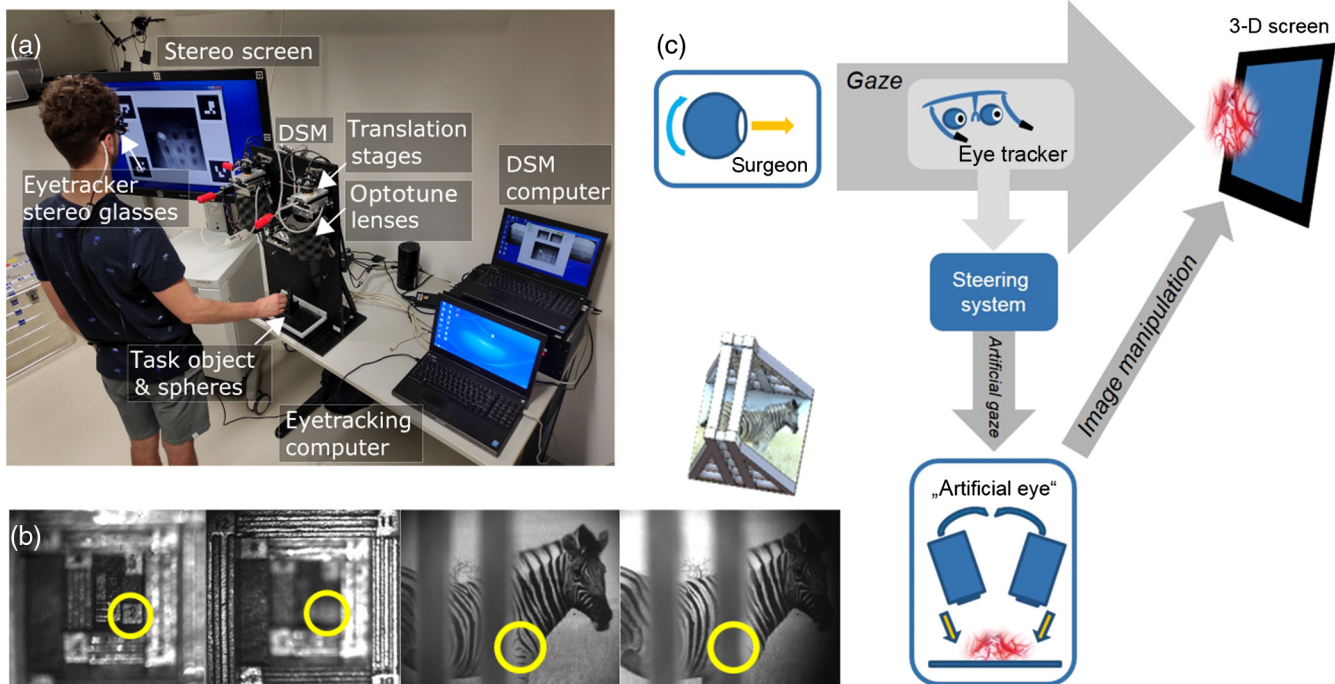 (a)
Stereo screen
DSM
Translation
stages
Eyetracker
stereo glasses
Optotune
lenses
DSM
computer
Task object
& spheres
Eyetracking
computer
(b)
(c)
Gaze
Surgeon
Eye tracker
3-D screen
Steering
system
Artificial gaze
Image manipulation
„Artificial eye“